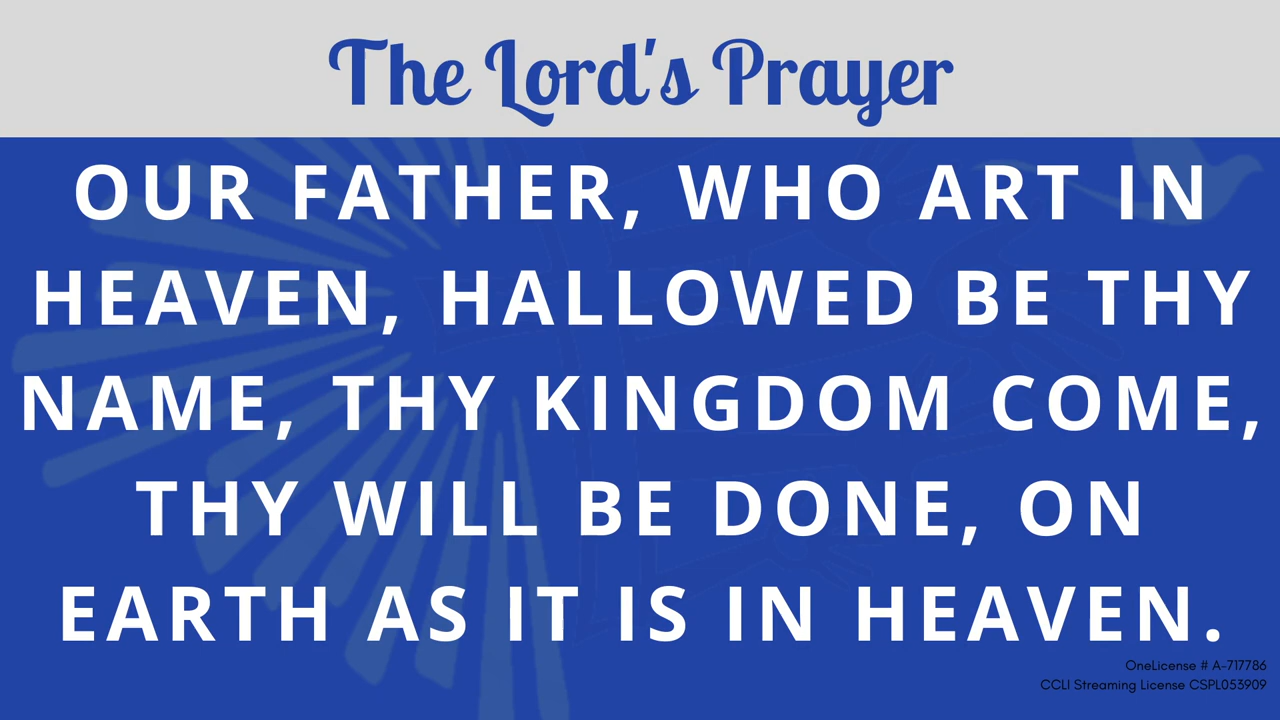 The Lord's Prayer
OUR FATHER, WHO ART IN
HEAVEN, HALLOWED BE THY
NAME, THY KINGDOM COME,
THY WILL BE DONE, ON
EARTH AS IT IS IN HEAVEN.
OneLicense # A-717786
CCLI Streaming License CSPL053909